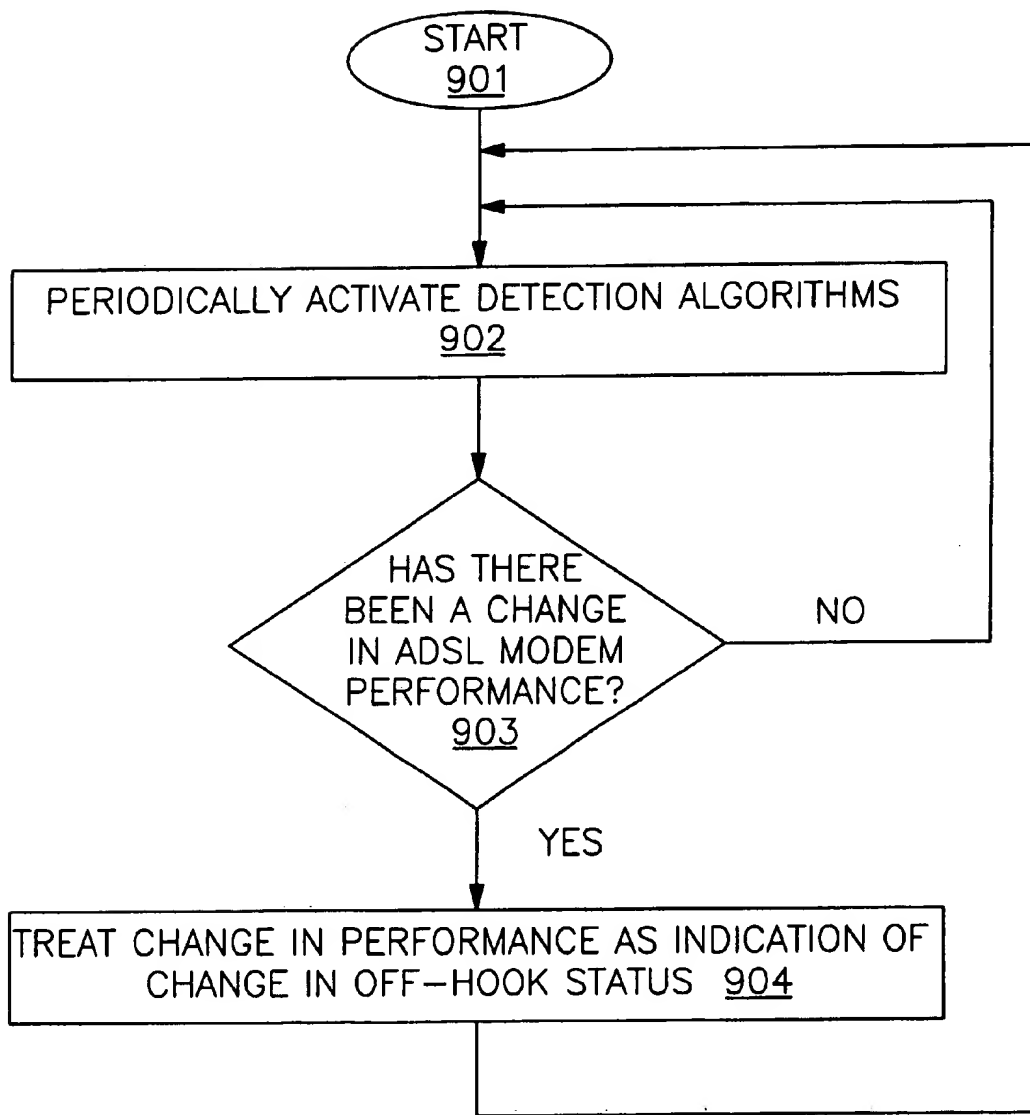 START
901
PERIODICALLY ACTIVATE DETECTION ALGORITHMS
902
HAS THERE
BEEN A CHANGE
IN ADSL MODEM
PERFORMANCE?
903
NO
YES
TREAT CHANGE IN PERFORMANCE AS INDICATION OF
CHANGE IN OFF-HOOK STATUS 904